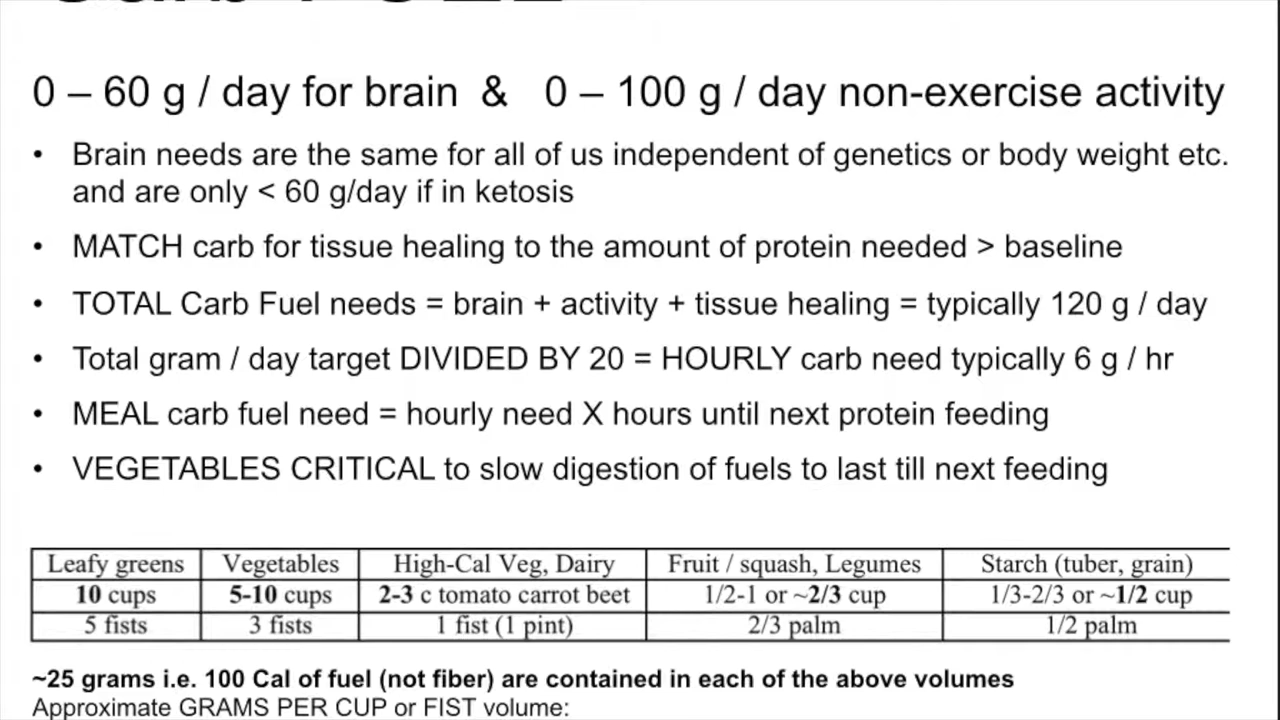 0 – 60 g / day for brain & 0 – 100 g / day non-exercise activity
• Brain needs are the same for all of us independent of genetics or body weight etc.
and are only < 60 g/day if in ketosis
• MATCH carb for tissue healing to the amount of protein needed > baseline
• TOTAL Carb Fuel needs = brain + activity + tissue healing = typically 120 g / day
• Total gram / day target DIVIDED BY 20 = HOURLY carb need typically 6 g / hr
• MEAL carb fuel need = hourly need X hours until next protein feeding
• VEGETABLES CRITICAL to slow digestion of fuels to last till next feeding
Leafy greens Vegetables High-Cal Veg, Dairy Fruit / squash, Legumes Starch (tuber, grain)
10 cups 5-10 cups 2-3 c tomato carrot beet 1/2-1 or ~2/3 cup 1/3-2/3 or ~1/2 cup
5 fists 3 fists 1 fist (1 pint) 2/3 palm 1/2 palm
~25 grams i.e. 100 Cal of fuel (not fiber) are contained in each of the above volumes
Approximate GRAMS PER CUP or FIST volume: